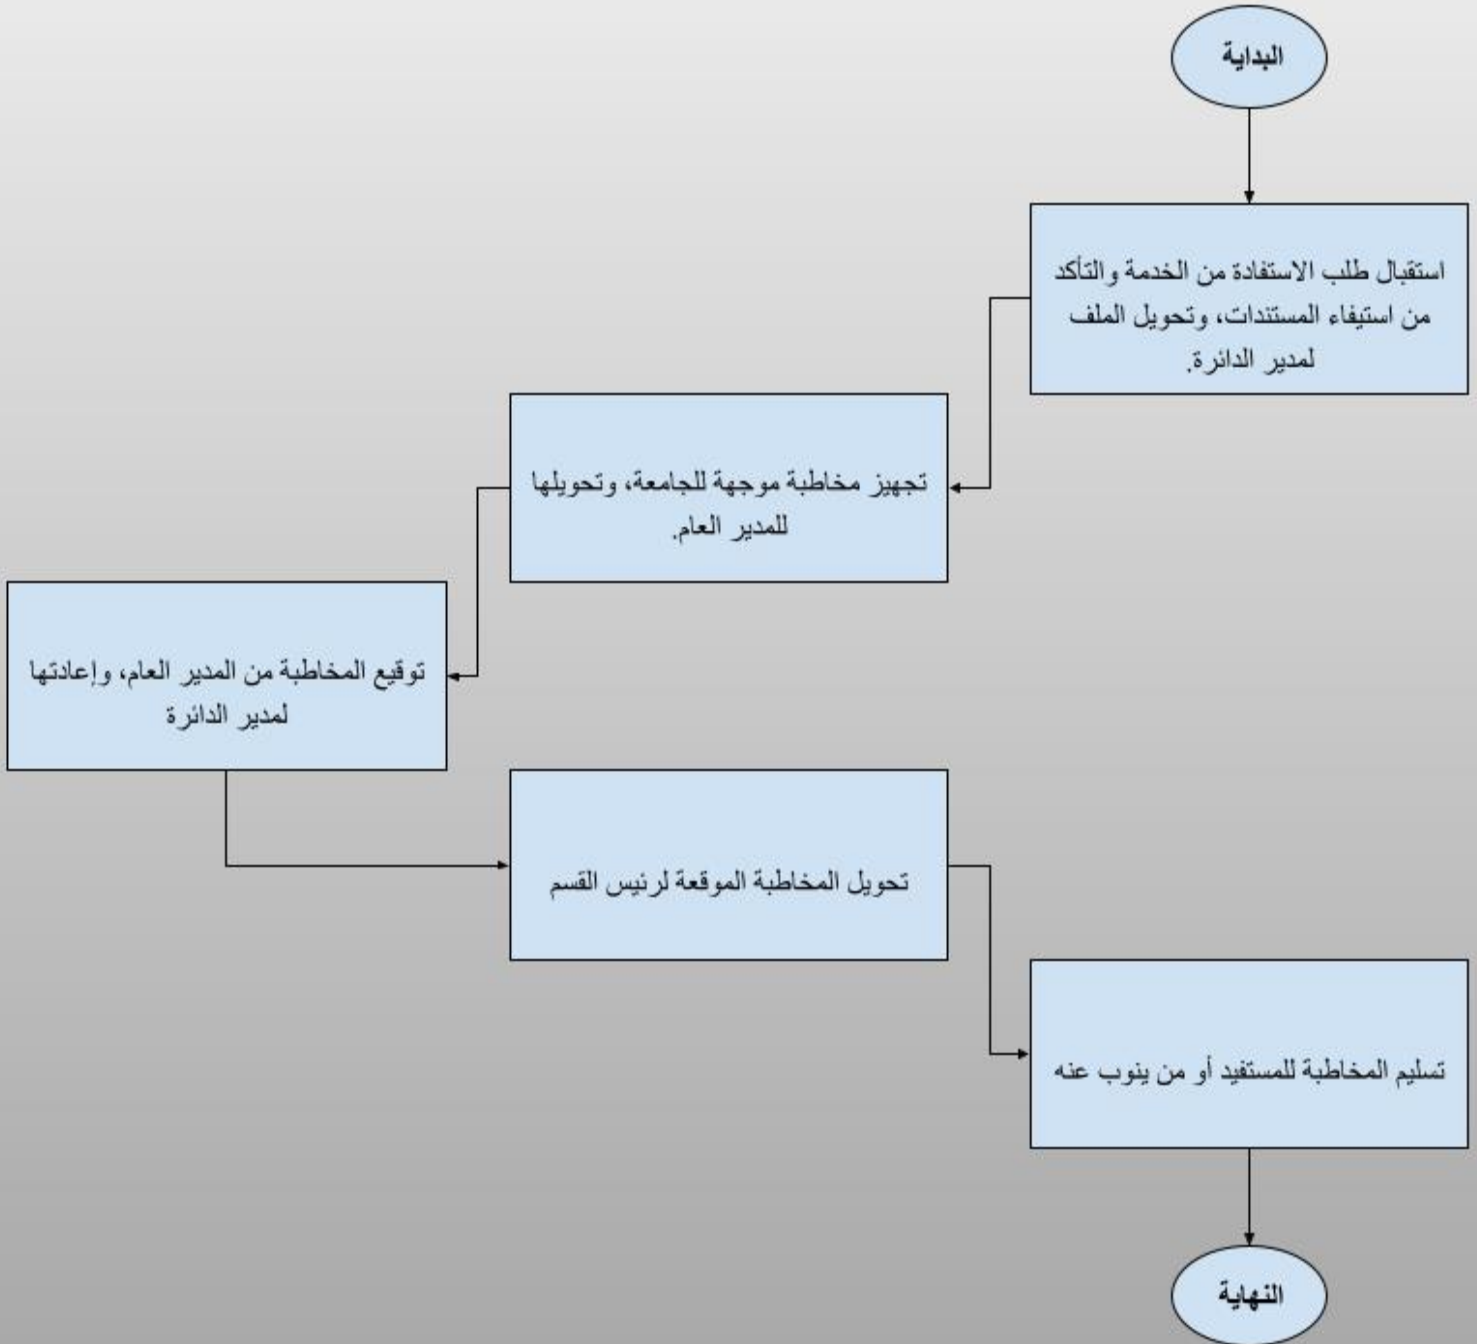 البداية
استقبال طلب الاستفادة من الخدمة والتأكد
من استيفاء المستندات، وتحويل الملف
لمدير الدائرة.
تجهيز مخاطبة موجهة للجامعة، وتحويلها
للمدير العام.
توقيع المخاطبة من المدير العام، وإعادتها
لمدير الدائرة
تحويل المخاطبة الموقعة لرئيس القسم
تسليم المخاطبة للمستفيد أو من ينوب عنه
النهاية